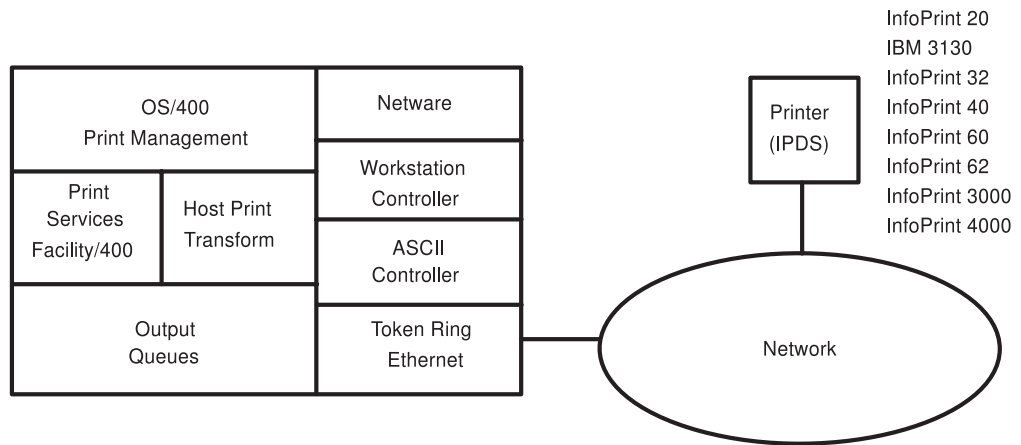 OS/400
Print Management
Print
Services
Facility/400
Host Print
Transform
Output
Queues
Netware
Workstation
Controller
ASCII
Controller
Token Ring
Ethernet
Network
Printer
(IPDS)
InfoPrint 20
IBM 3130
InfoPrint 32
InfoPrint 40
InfoPrint 60
InfoPrint 62
InfoPrint 3000
InfoPrint 4000